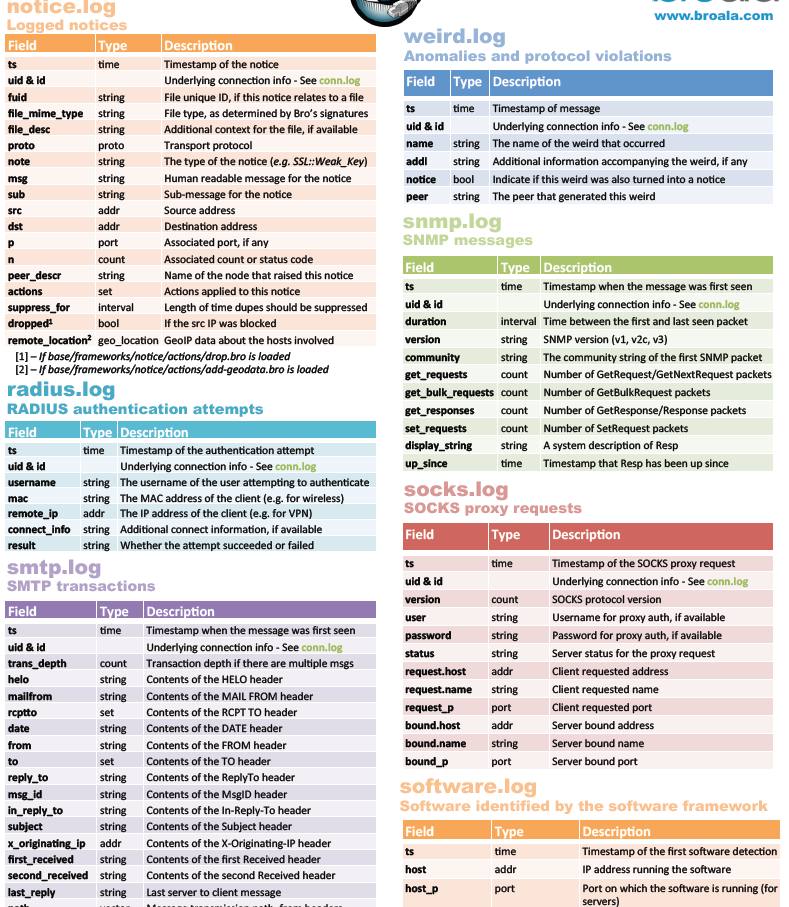 notice.log
Logged notices
Field Type Description
ts time Timestamp of the notice
uid & id Underlying connection info - See conn.log
fuid string File unique ID, if this notice relates to a file
file_mime_type string File type, as determined by Bro's signatures
file_desc string Additional context for the file, if available
proto proto Transport protocol
note string The type of the notice (e.g. SSL::Weak_Key)
msg string Human readable message for the notice
sub string Sub-message for the notice
src addr Source address
dst addr Destination address
p port Associated port, if any
n count Associated count or status code
peer_descr string Name of the node that raised this notice
actions set Actions applied to this notice
suppress_for interval Length of time dupes should be suppressed
dropped¹ bool If the src IP was blocked
remote_location² geo_location GeoIP data about the hosts involved
[1] – If base/frameworks/notice/actions/drop.bro is loaded
[2] – If base/frameworks/notice/actions/add-geodata.bro is loaded
radius.log
RADIUS authentication attempts
Field Type Description
ts time Timestamp of the authentication attempt
uid & id Underlying connection info - See conn.log
username string The username of the user attempting to authenticate
mac string The MAC address of the client (e.g. for wireless)
remote_ip addr The IP address of the client (e.g. for VPN)
connect_info string Additional connect information, if available
result string Whether the attempt succeeded or failed
smtp.log
SMTP transactions
Field Type Description
ts time Timestamp when the message was first seen
uid & id Underlying connection info - See conn.log
trans_depth count Transaction depth if there are multiple msgs
helo string Contents of the HELO header
mailfrom string Contents of the MAIL FROM header
rcptto set Contents of the RCPT TO header
date string Contents of the DATE header
from string Contents of the FROM header
to set Contents of the TO header
reply_to string Contents of the ReplyTo header
msg_id string Contents of the MsgID header
in_reply_to string Contents of the In-Reply-To header
subject string Contents of the Subject header
x_originating_ip addr Contents of the X-Originating-IP header
first_received string Contents of the first Received header
second_received string Contents of the second Received header
last_reply string Last server to client message
www.broala.com
weird.log
Anomalies and protocol violations
Field Type Description
ts time Timestamp of message
uid & id Underlying connection info - See conn.log
name string The name of the weird that occurred
addl string Additional information accompanying the weird, if any
notice bool Indicate if this weird was also turned into a notice
peer string The peer that generated this weird
snmp.log
SNMP messages
Field Type Description
ts time Timestamp when the message was first seen
uid & id Underlying connection info - See conn.log
duration interval Time between the first and last seen packet
version string SNMP version (v1, v2c, v3)
community string The community string of the first SNMP packet
get_requests count Number of GetRequest/GetNextRequest packets
get_bulk_requests count Number of GetBulkRequest packets
get_responses count Number of GetResponse/Response packets
set_requests count Number of SetRequest packets
display_string string A system description of Resp
up_since time Timestamp that Resp has been up since
socks.log
SOCKS proxy requests
Field Type Description
ts time Timestamp of the SOCKS proxy request
uid & id Underlying connection info - See conn.log
version count SOCKS protocol version
user string Username for proxy auth, if available
password string Password for proxy auth, if available
status string Server status for the proxy request
request.host addr Client requested address
request.name string Client requested name
request_p port Client requested port
bound.host addr Server bound address
bound.name string Server bound name
bound_p port Server bound port
software.log
Software identified by the software framework
Field Type Description
ts time Timestamp of the first software detection
host addr IP address running the software
host_p port Port on which the software is running (for
servers)